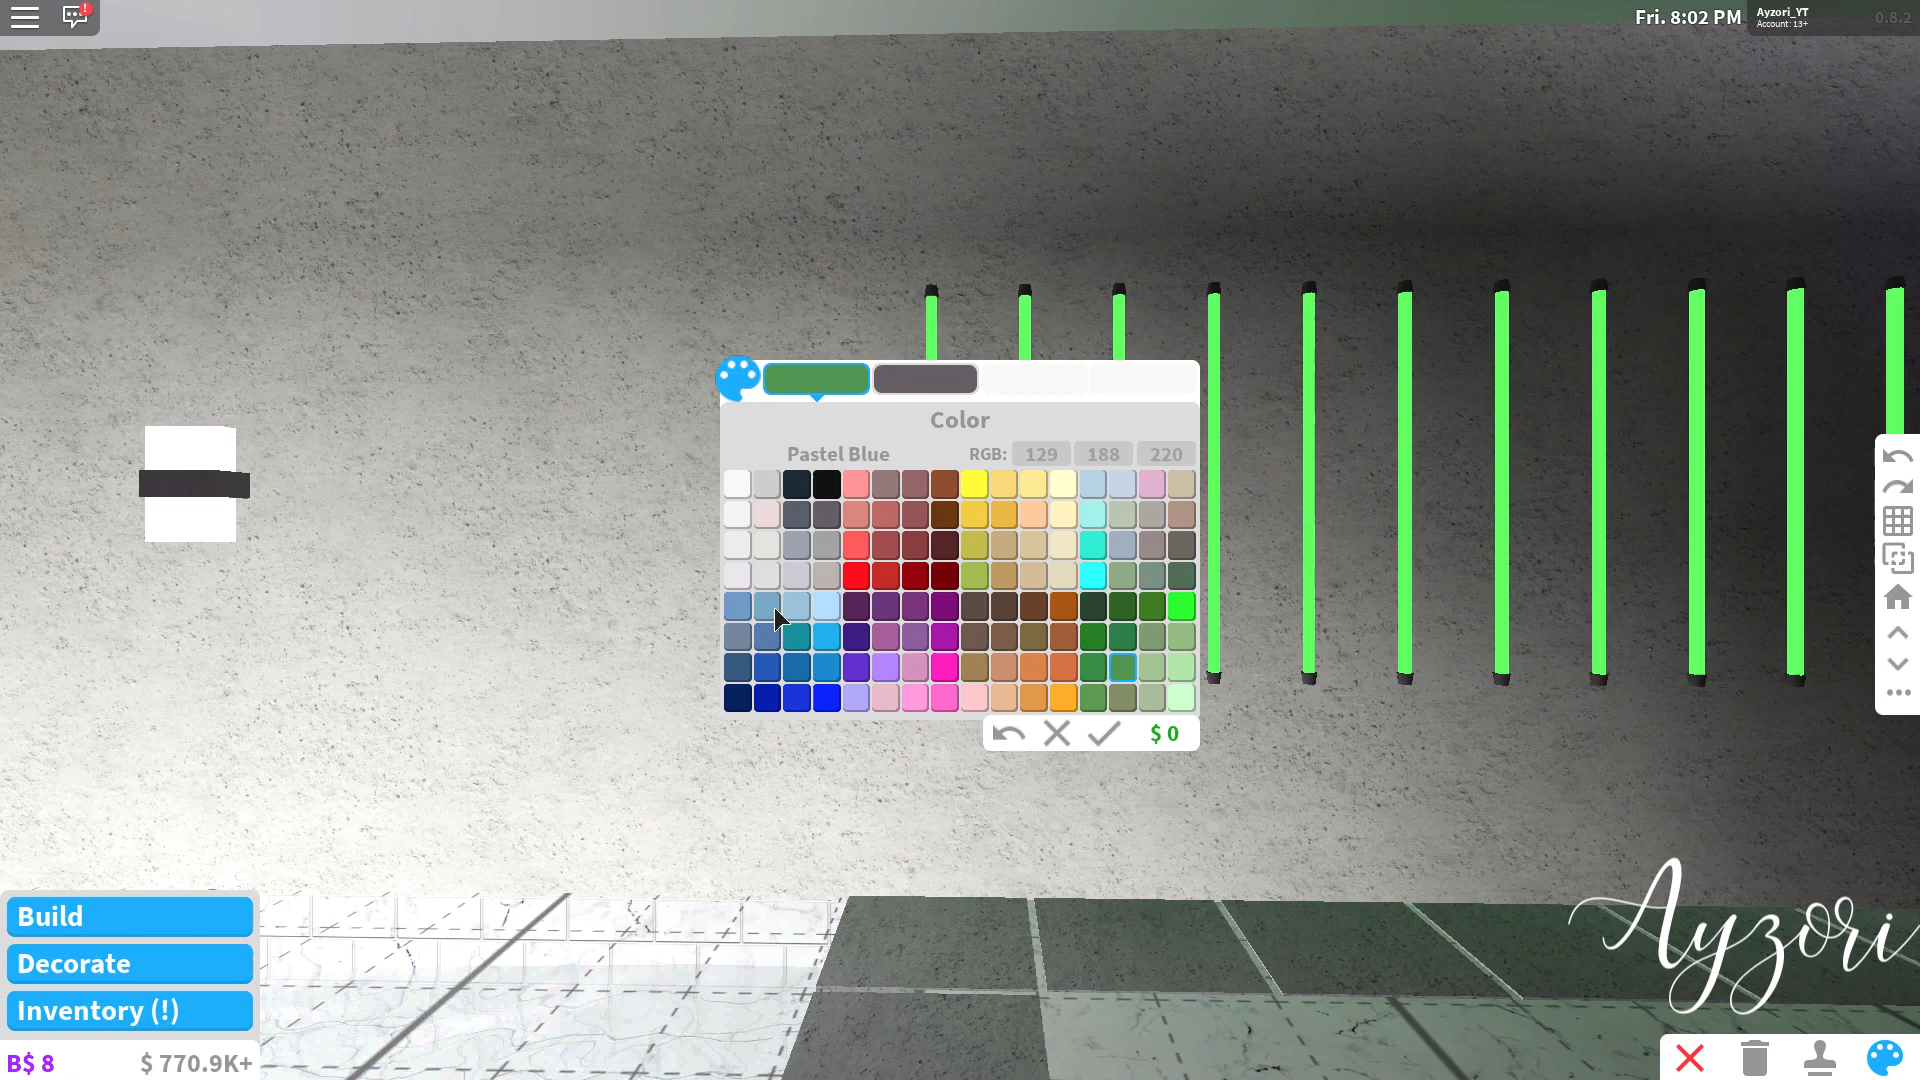 !
Fri. 8:02 PM
Ayzori_YT
Account: 13+
0.8.2
Color
Pastel Blue
RGB: 129 188 220
$ 0
Build
Decorate
Inventory (!)
B$ 8
$ 770.9K+
Ayzori